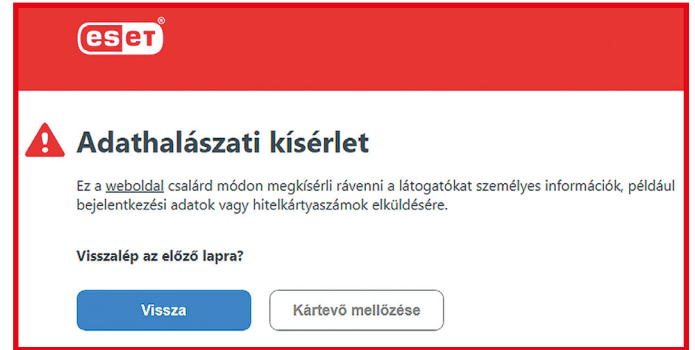 eset®
Adathalászati kísérlet
Ez a weboldal csalárd módon megkísérli rávenni a látogatókat személyes információk, például
bejelentkezési adatok vagy hitelkártyaszámok elküldésére.
Visszalép az előző lapra?
Vissza
Kártevő mellőzése